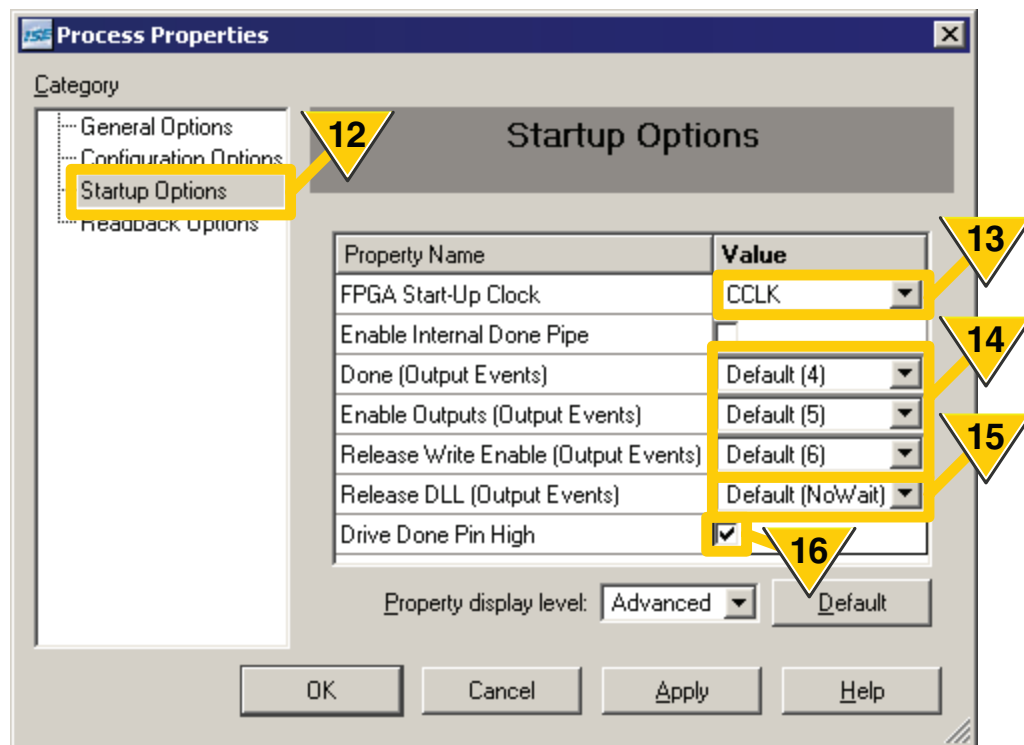 ISE Process Properties
Category
General Options
Configuration Options
Startup Options
Readback Options
12
Startup Options
13
Property Name Value
FPGA Start-Up Clock CCLK
Enable Internal Done Pipe
14
Done (Output Events) Default (4)
Enable Outputs (Output Events) Default (5)
15
Release Write Enable (Output Events) Default (6)
Release DLL (Output Events) Default (NoWait)
Drive Done Pin High
16
Property display level: Advanced Default
OK Cancel Apply Help